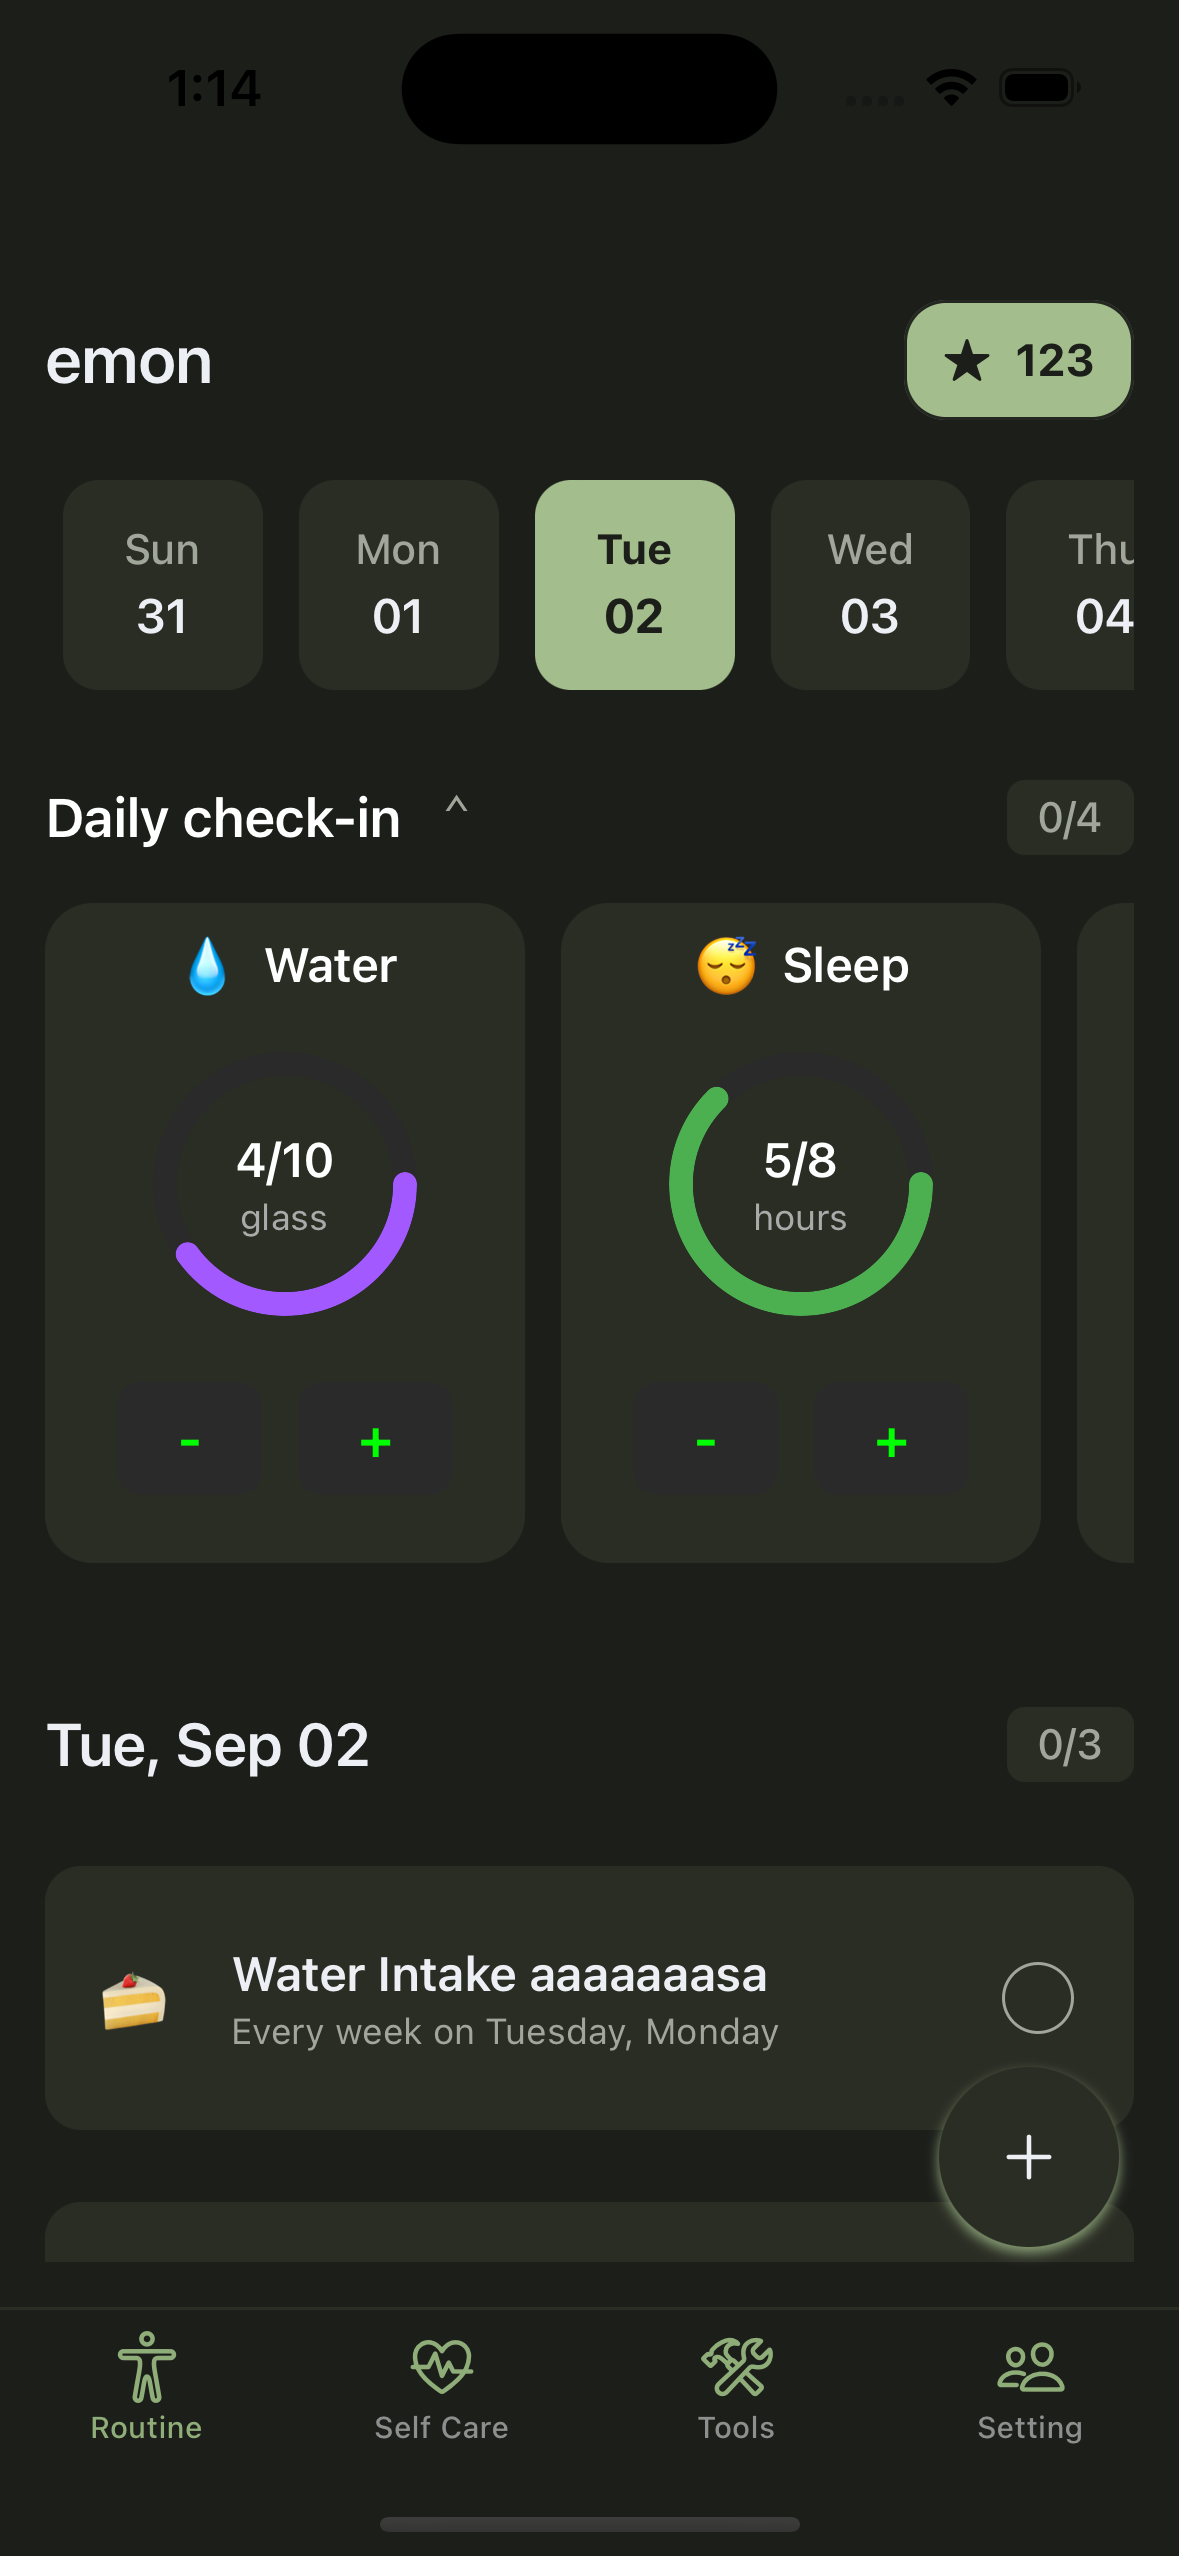 1:14
emon
★ 123
Sun Mon Tue Wed Thu
31 01 02 03 04
Daily check-in ^ 0/4
Water Sleep
4/10 5/8
glass hours
- + - +
Tue, Sep 02 0/3
Water Intake aaaaaaasa
Every week on Tuesday, Monday
+
Routine Self Care Tools Setting